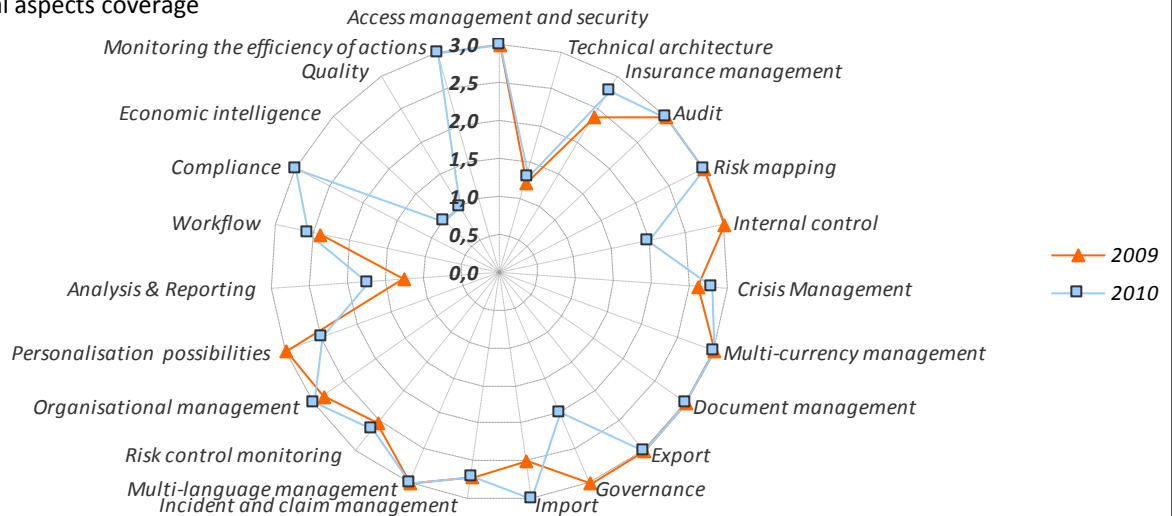 aspects coverage
Access management and security
Monitoring the efficiency of actions
3,0
Technical architecture
Quality
Insurance management
2,5
Economic intelligence
Audit
2,0
Compliance
1,5
Risk mapping
1,0
Workflow
Internal control
0,5
2009
0,0
Analysis & Reporting
Crisis Management
2010
Personalisation possibilities
Multi-currency management
Organisational management
Document management
Risk control monitoring
Export
Multi-language management
Governance
Incident and claim management
Import